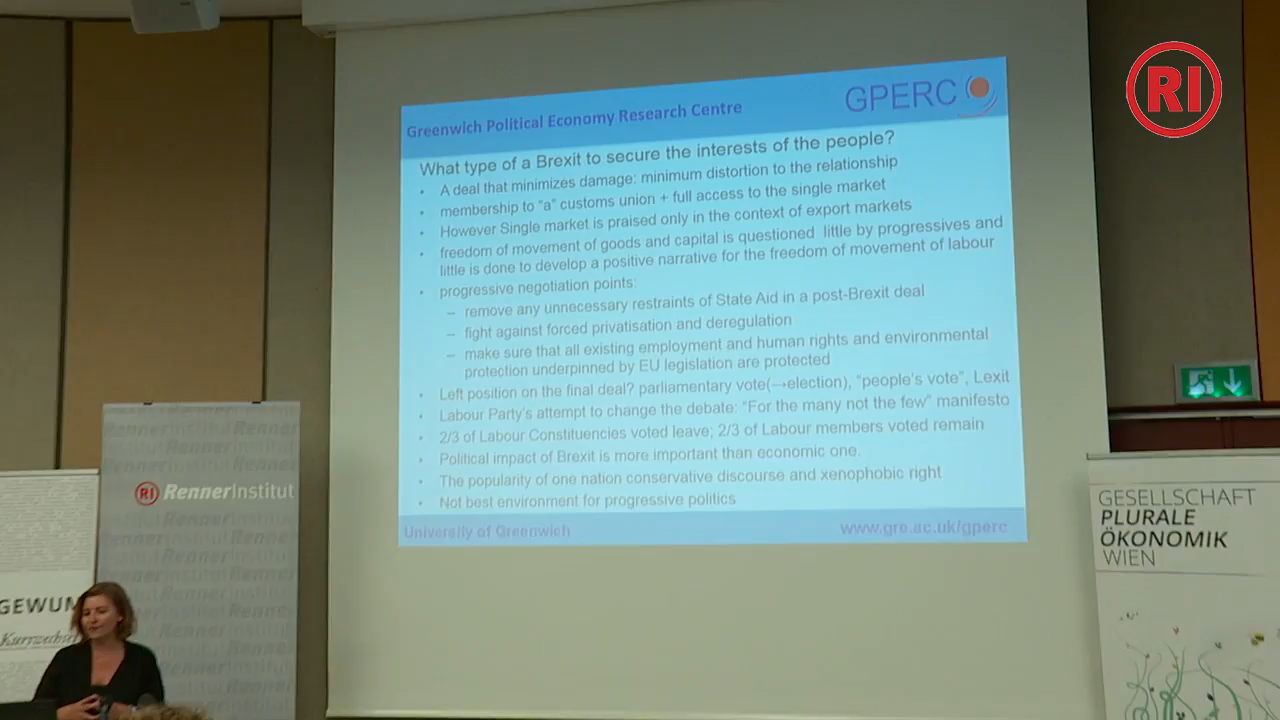 RI
Greenwich Political Economy Research Centre
GPERC
What type of a Brexit to secure the interests of the people?
• A deal that minimizes damage: minimum distortion to the relationship
• membership to "a" customs union + full access to the single market
• However Single market is praised only in the context of export markets
• freedom of movement of goods and capital is questioned little by progressives and
little is done to develop a positive narrative for the freedom of movement of labour
• progressive negotiation points:
– remove any unnecessary restraints of State Aid in a post-Brexit deal
– fight against forced privatisation and deregulation
– make sure that all existing employment and human rights and environmental
protection underpinned by EU legislation are protected
• Left position on the final deal? parliamentary vote(→election), "people's vote", Lexit
• Labour Party's attempt to change the debate: "For the many not the few" manifesto
• 2/3 of Labour Constituencies voted leave; 2/3 of Labour members voted remain
• Political impact of Brexit is more important than economic one.
• The popularity of one nation conservative discourse and xenophobic right
• Not best environment for progressive politics
University of Greenwich
www.gre.ac.uk/gperc
RI RennerInstitut
GESELLSCHAFT
PLURALE
ÖKONOMIK
WIEN